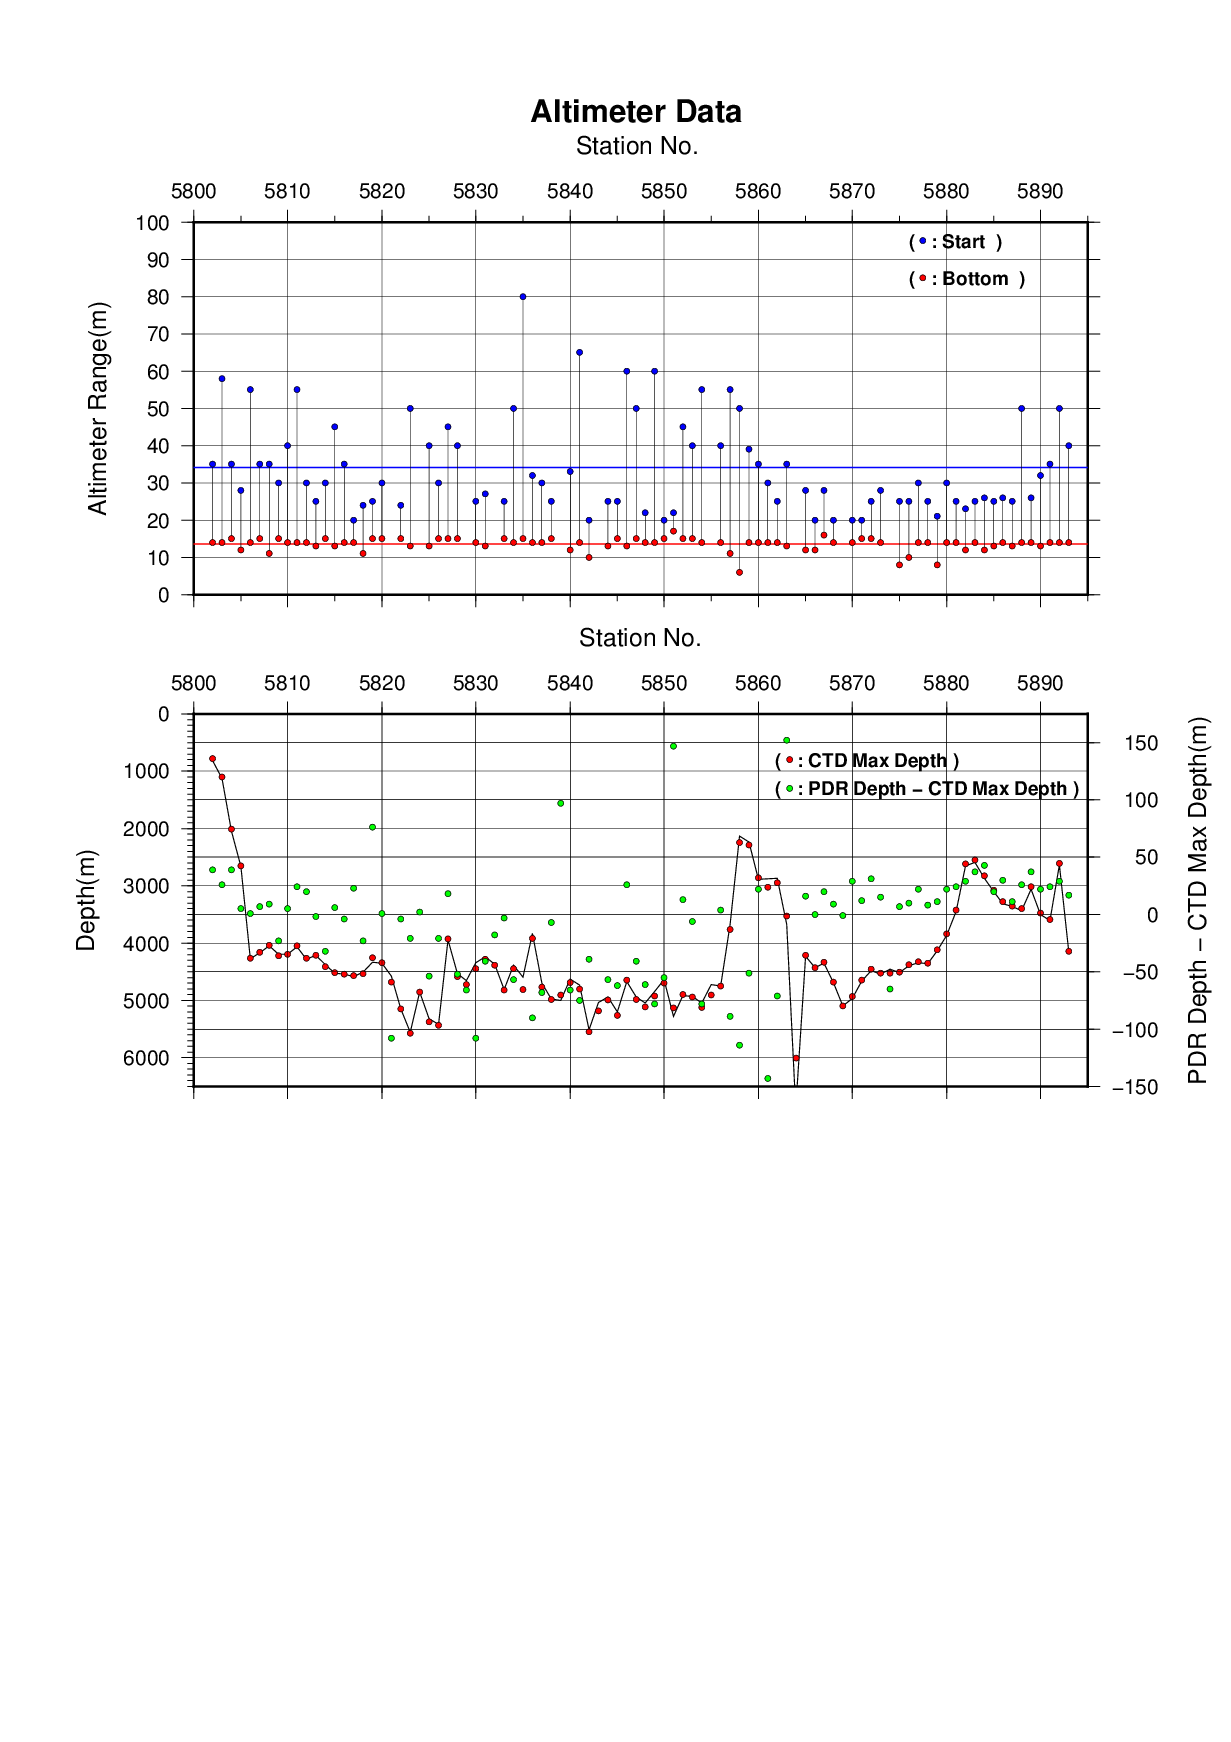 Altimeter Data
Station No.
5800 5810 5820 5830 5840 5850 5860 5870 5880 5890
100
90
80
70
60
50
40
30
20
10
0
Altimeter Range(m)
( : Start )
( : Bottom )
Station No.
5800 5810 5820 5830 5840 5850 5860 5870 5880 5890
0
1000
2000
3000
4000
5000
6000
Depth(m)
( : CTD Max Depth )
( : PDR Depth − CTD Max Depth )
150
100
50
0
−50
−100
−150
PDR Depth − CTD Max Depth(m)